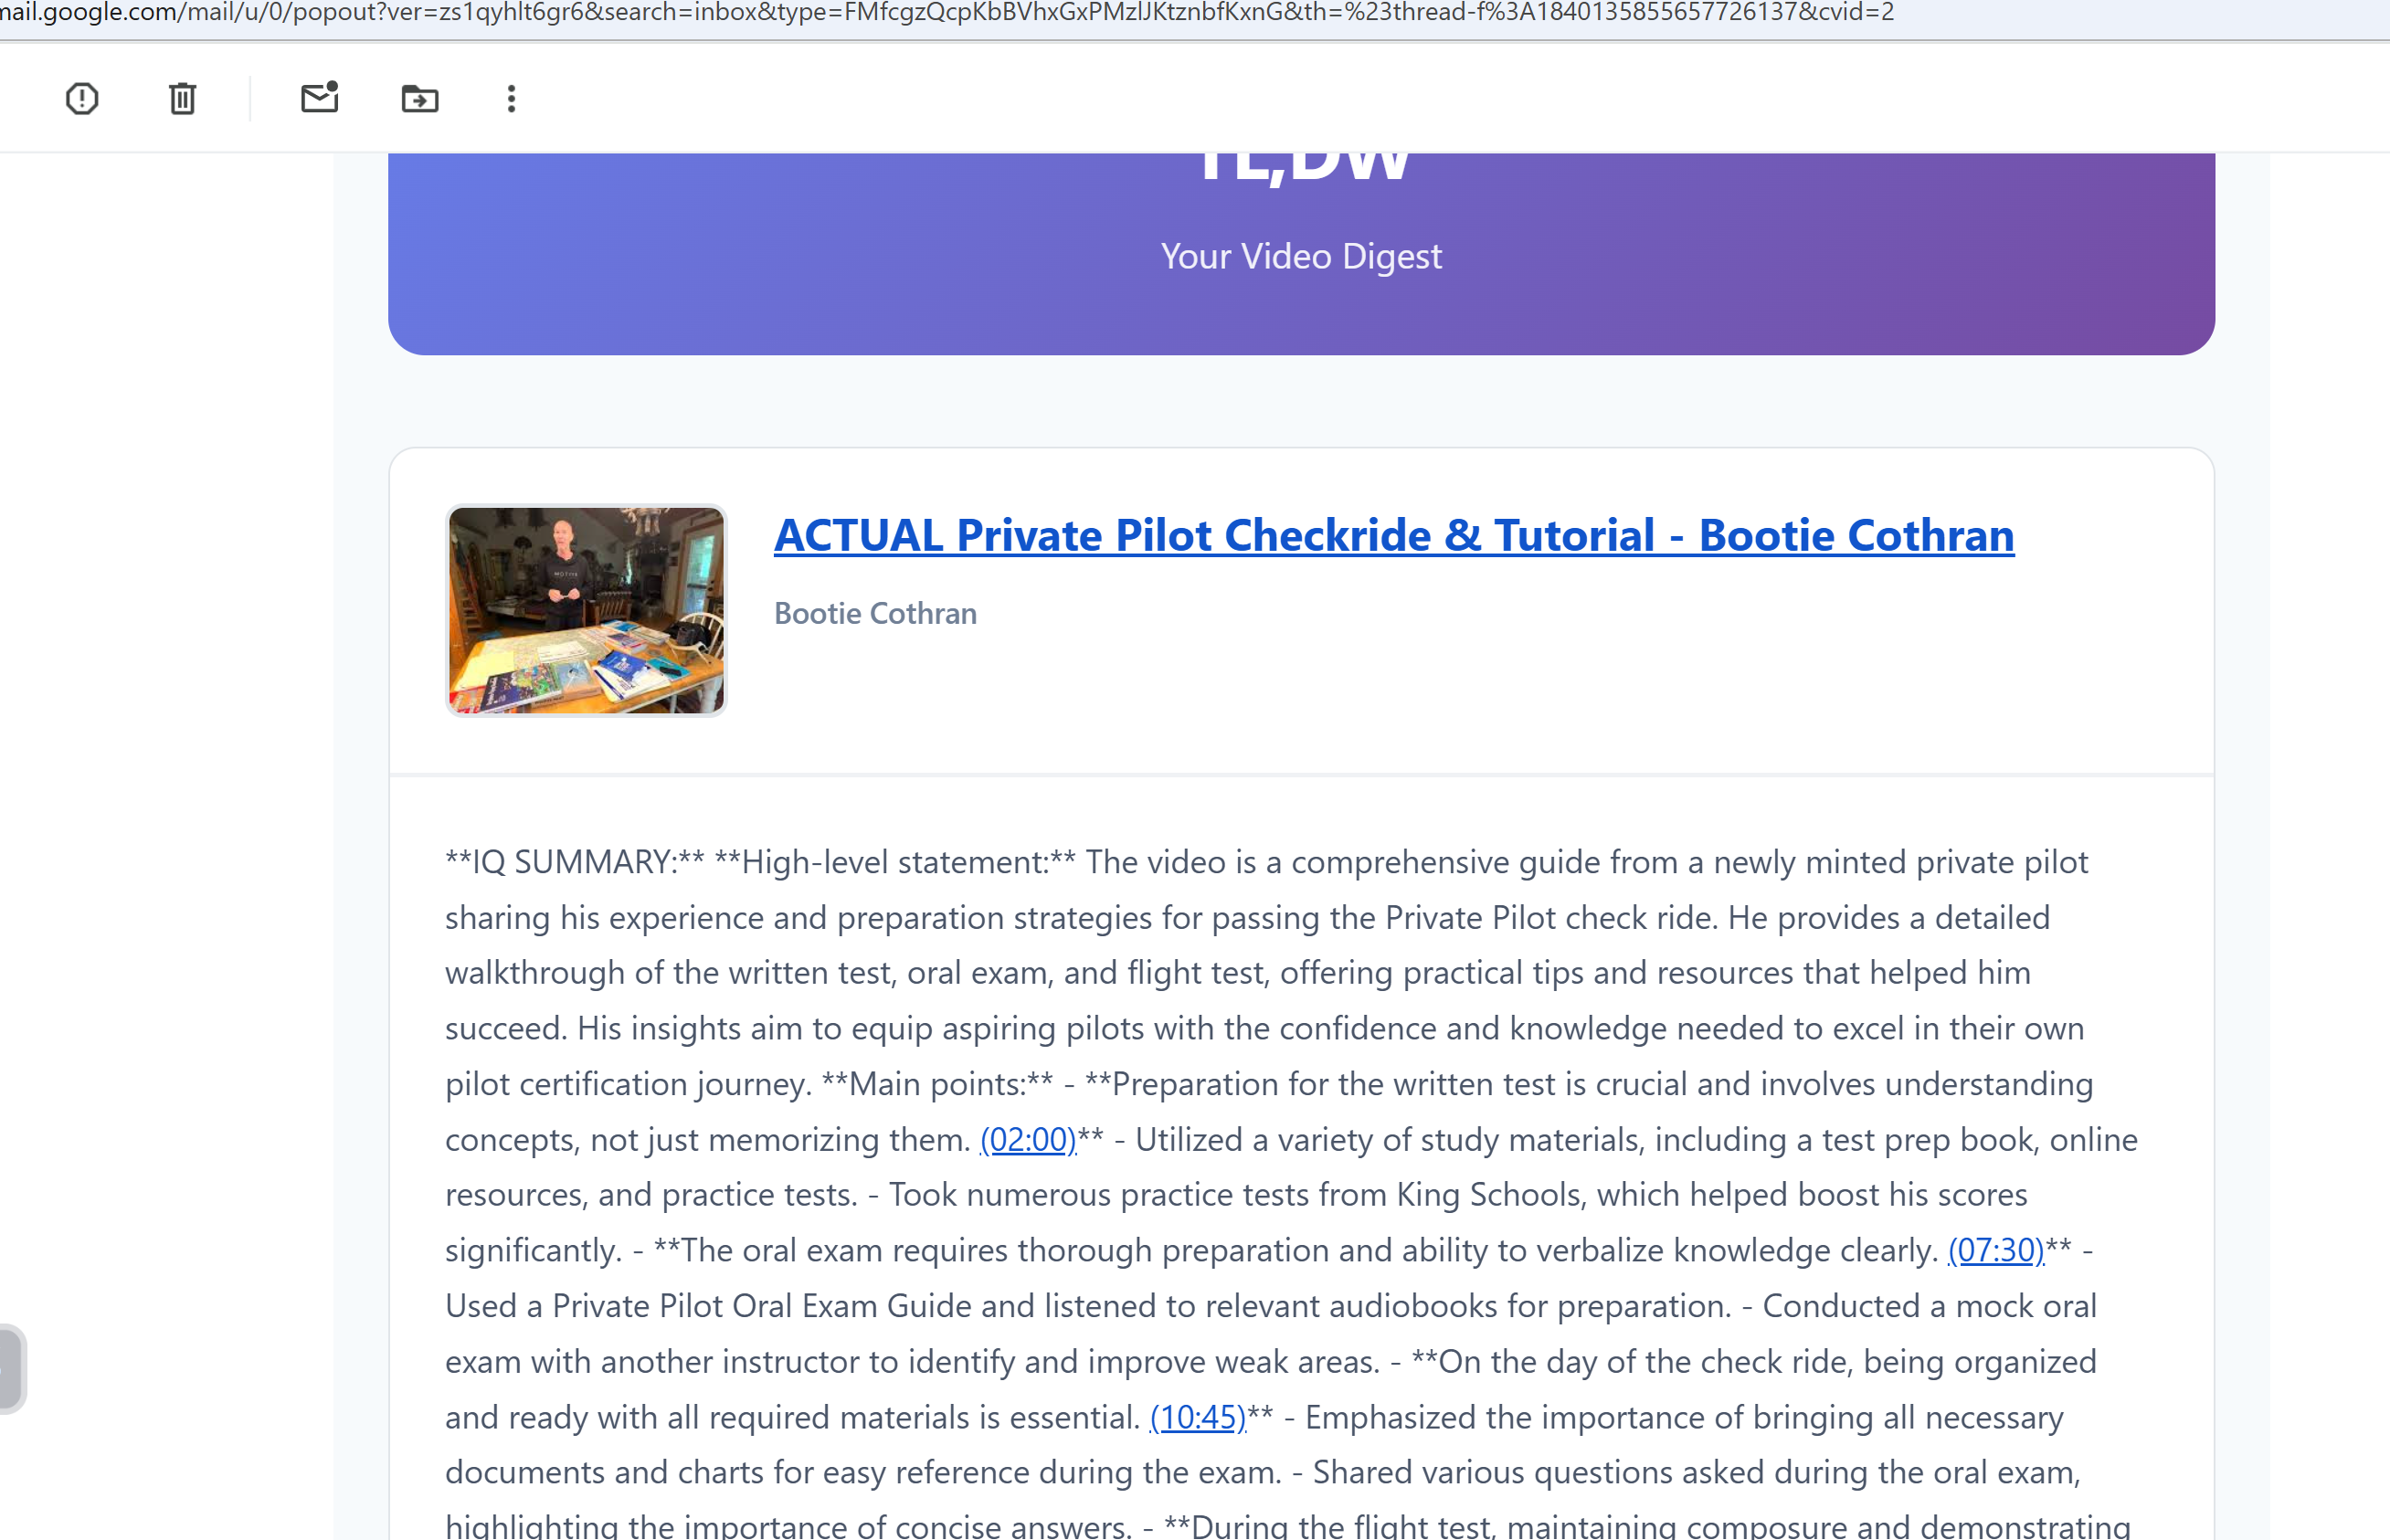 mail.google.com/mail/u/0/popout?ver=zs1qyhlt6gr6&search=inbox&type=FMfcgzQcpKbBVhxGxPMzlJKtznbfKxnG&th=%23thread-f%3A1840135855657726137&cvid=2
TL;DW
Your Video Digest
ACTUAL Private Pilot Checkride & Tutorial - Bootie Cothran
Bootie Cothran
**IQ SUMMARY:** **High-level statement:** The video is a comprehensive guide from a newly minted private pilot
sharing his experience and preparation strategies for passing the Private Pilot check ride. He provides a detailed
walkthrough of the written test, oral exam, and flight test, offering practical tips and resources that helped him
succeed. His insights aim to equip aspiring pilots with the confidence and knowledge needed to excel in their own
pilot certification journey. **Main points:** - **Preparation for the written test is crucial and involves understanding
concepts, not just memorizing them. (02:00)** - Utilized a variety of study materials, including a test prep book, online
resources, and practice tests. - Took numerous practice tests from King Schools, which helped boost his scores
significantly. - **The oral exam requires thorough preparation and ability to verbalize knowledge clearly. (07:30)** -
Used a Private Pilot Oral Exam Guide and listened to relevant audiobooks for preparation. - Conducted a mock oral
exam with another instructor to identify and improve weak areas. - **On the day of the check ride, being organized
and ready with all required materials is essential. (10:45)** - Emphasized the importance of bringing all necessary
documents and charts for easy reference during the exam. - Shared various questions asked during the oral exam,
highlighting the importance of concise answers. - **During the flight test, maintaining composure and demonstrating